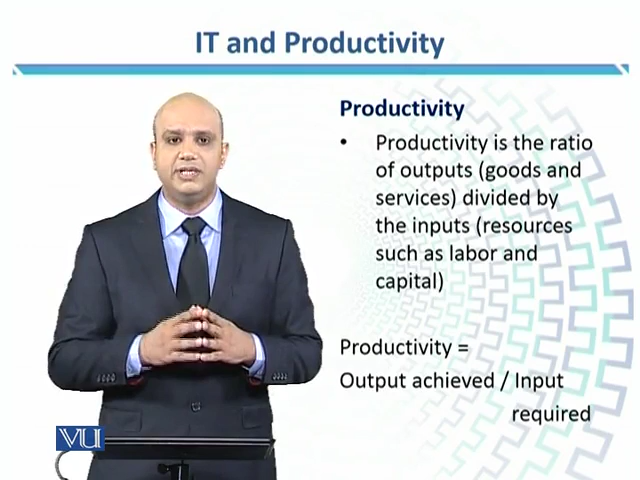 IT and Productivity
Productivity
• Productivity is the ratio
of outputs (goods and
services) divided by
the inputs (resources
such as labor and
capital)
Productivity =
Output achieved / Input
required
VU